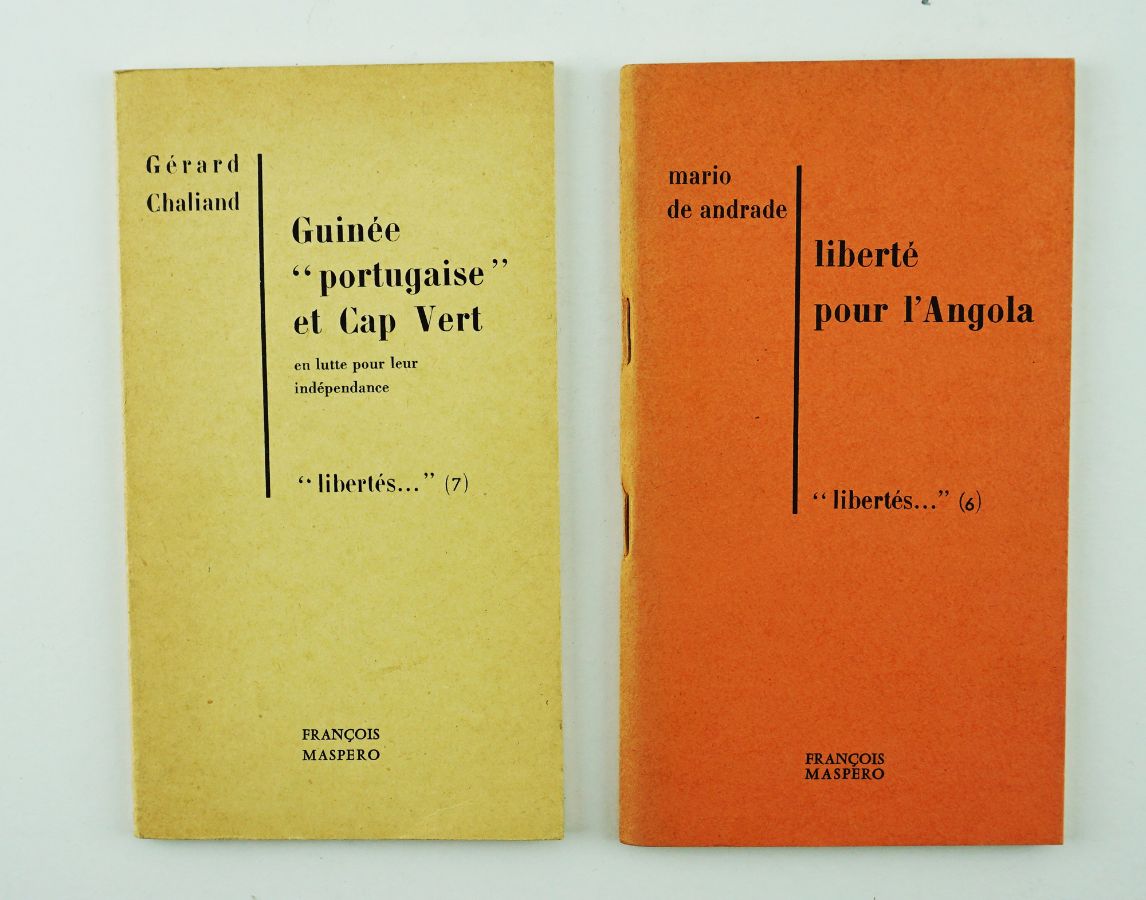 Gérard
Chaliand
Guinée
“portugaise”
et Cap Vert
en lutte pour leur
indépendance
“libertés...” (7)
FRANÇOIS
MASPERO
mario
de andrade
liberté
pour l’Angola
“libertés...” (6)
FRANÇOIS
MASPERO